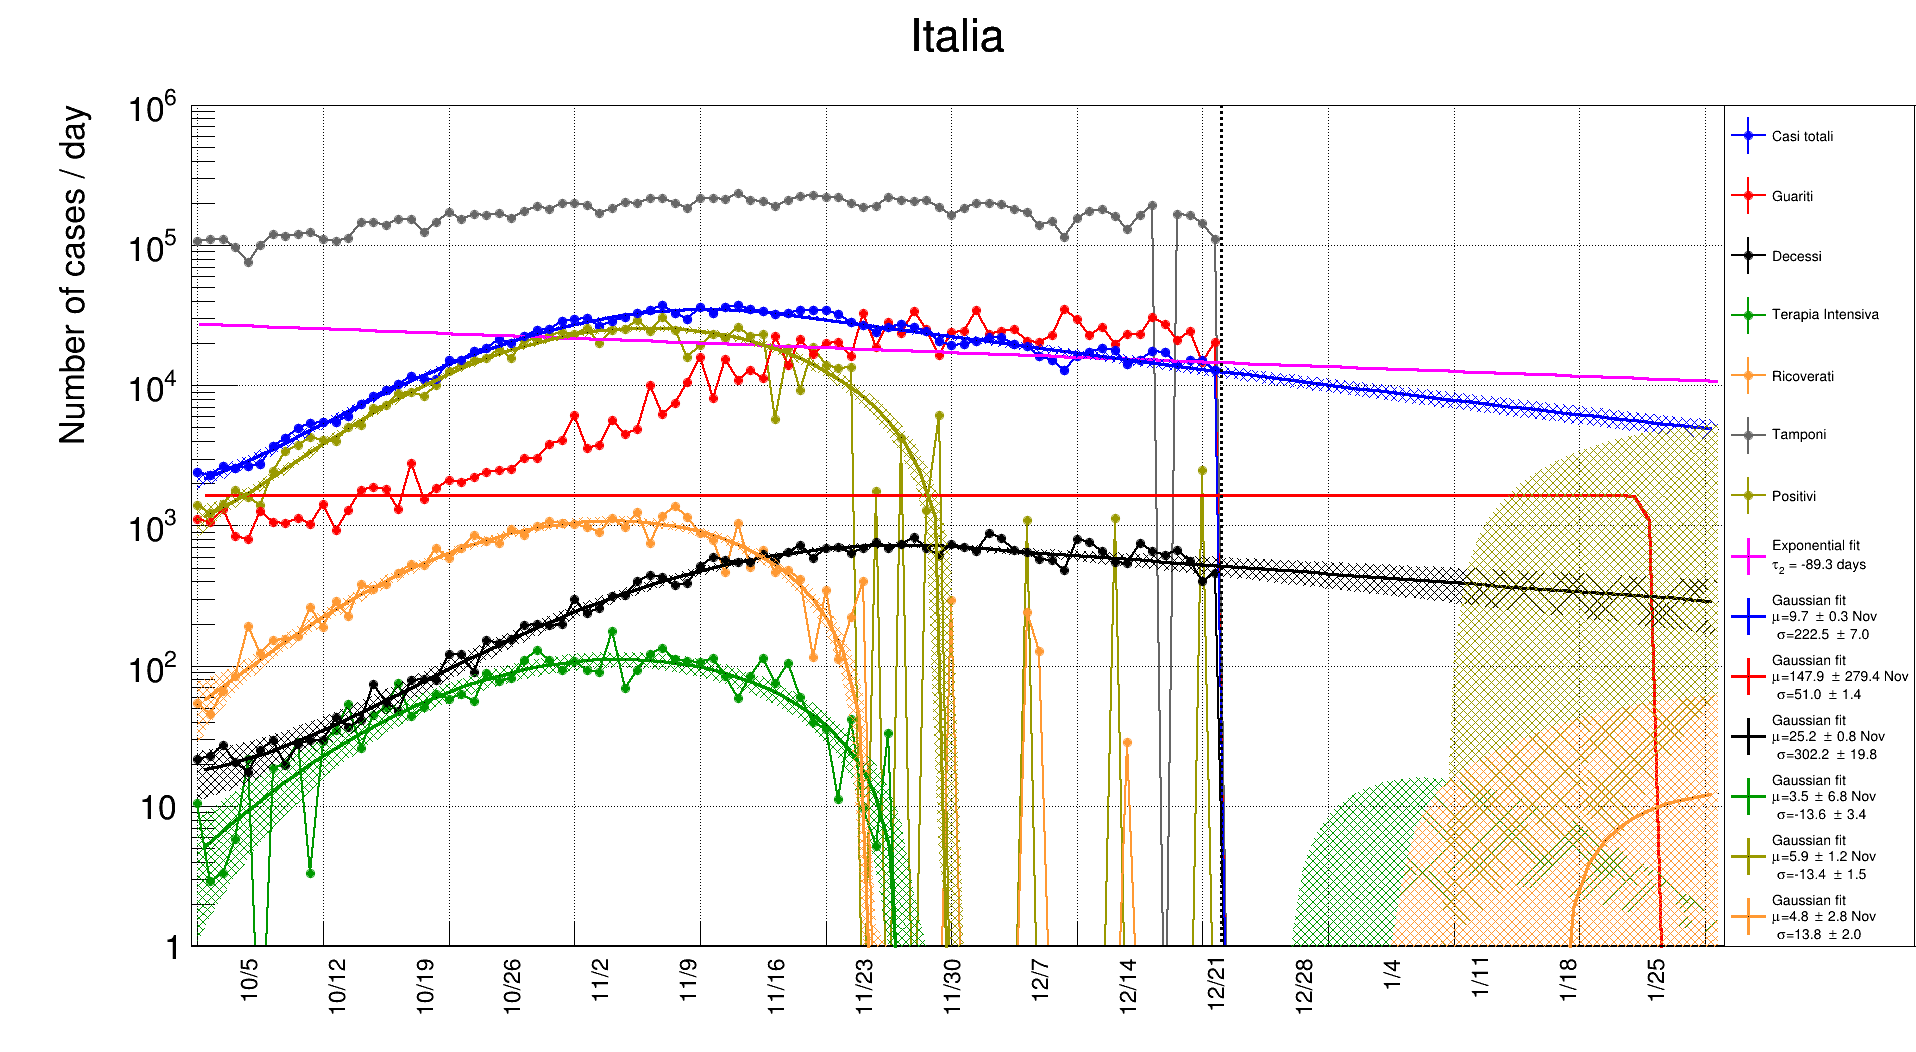 Italia
Number of cases / day
10^6
10^5
10^4
10^3
10^2
10
1
10/5
10/12
10/19
10/26
11/2
11/9
11/16
11/23
11/30
12/7
12/14
12/21
12/28
1/4
1/11
1/18
1/25
Casi totali
Guariti
Decessi
Terapia Intensiva
Ricoverati
Tamponi
Positivi
Exponential fit
τ₂ = -89.3 days
Gaussian fit
μ=9.7 ± 0.3 Nov
σ=222.5 ± 7.0
Gaussian fit
μ=147.9 ± 279.4 Nov
σ=51.0 ± 1.4
Gaussian fit
μ=25.2 ± 0.8 Nov
σ=302.2 ± 19.8
Gaussian fit
μ=3.5 ± 6.8 Nov
σ=-13.6 ± 3.4
Gaussian fit
μ=5.9 ± 1.2 Nov
σ=-13.4 ± 1.5
Gaussian fit
μ=4.8 ± 2.8 Nov
σ=13.8 ± 2.0